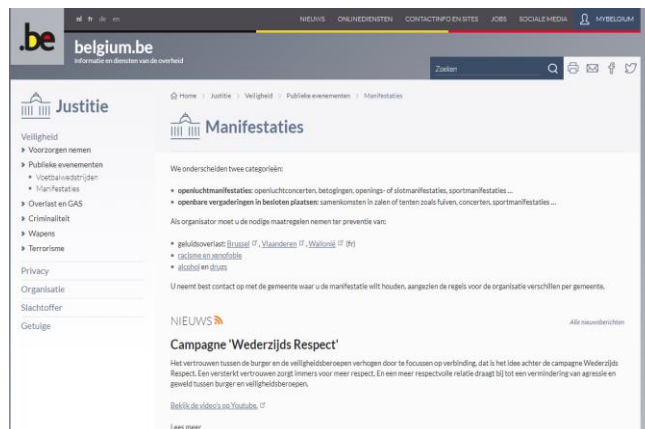 nl fr de en
NIEUWS ONLINEDIENSTEN CONTACTINFO EN SITES JOBS SOCIALE MEDIA MYBELGIUM
.be
belgium.be
Informatie en diensten van de overheid
Zoeken
Justitie
Veiligheid
Voorzorgen nemen
Publieke evenementen
Voetbalwedstrijden
Manifestaties
Overlast en GAS
Criminaliteit
Wapens
Terrorisme
Privacy
Organisatie
Slachtoffer
Getuige
Home > Justitie > Veiligheid > Publieke evenementen > Manifestaties
Manifestaties
We onderscheiden twee categorieën:
• openluchtmanifestaties: openluchtconcerten, betogingen, openings- of slotmanifestaties, sportmanifestaties ...
• openbare vergaderingen in besloten plaatsen: samenkomsten in zalen of tenten zoals fuiven, concerten, sportmanifestaties ...
Als organisator moet u de nodige maatregelen nemen ter preventie van:
• geluidsoverlast: Brussel , Vlaanderen , Wallonië (fr)
• racisme en xenofobie
• alcohol en drugs
U neemt best contact op met de gemeente waar u de manifestatie wilt houden, aangezien de regels voor de organisatie verschillen per gemeente.
NIEUWS
Alle nieuwsberichten
Campagne 'Wederzijds Respect'
Het vertrouwen tussen de burger en de veiligheidsberoepen verhogen door te focussen op verbinding, dat is het idee achter de campagne Wederzijds
Respect. Een versterkt vertrouwen zorgt immers voor meer respect. En een meer respectvolle relatie draagt bij tot een vermindering van agressie en
geweld tussen burger en veiligheidsberoepen.
Bekijk de video's op Youtube.
Lees meer